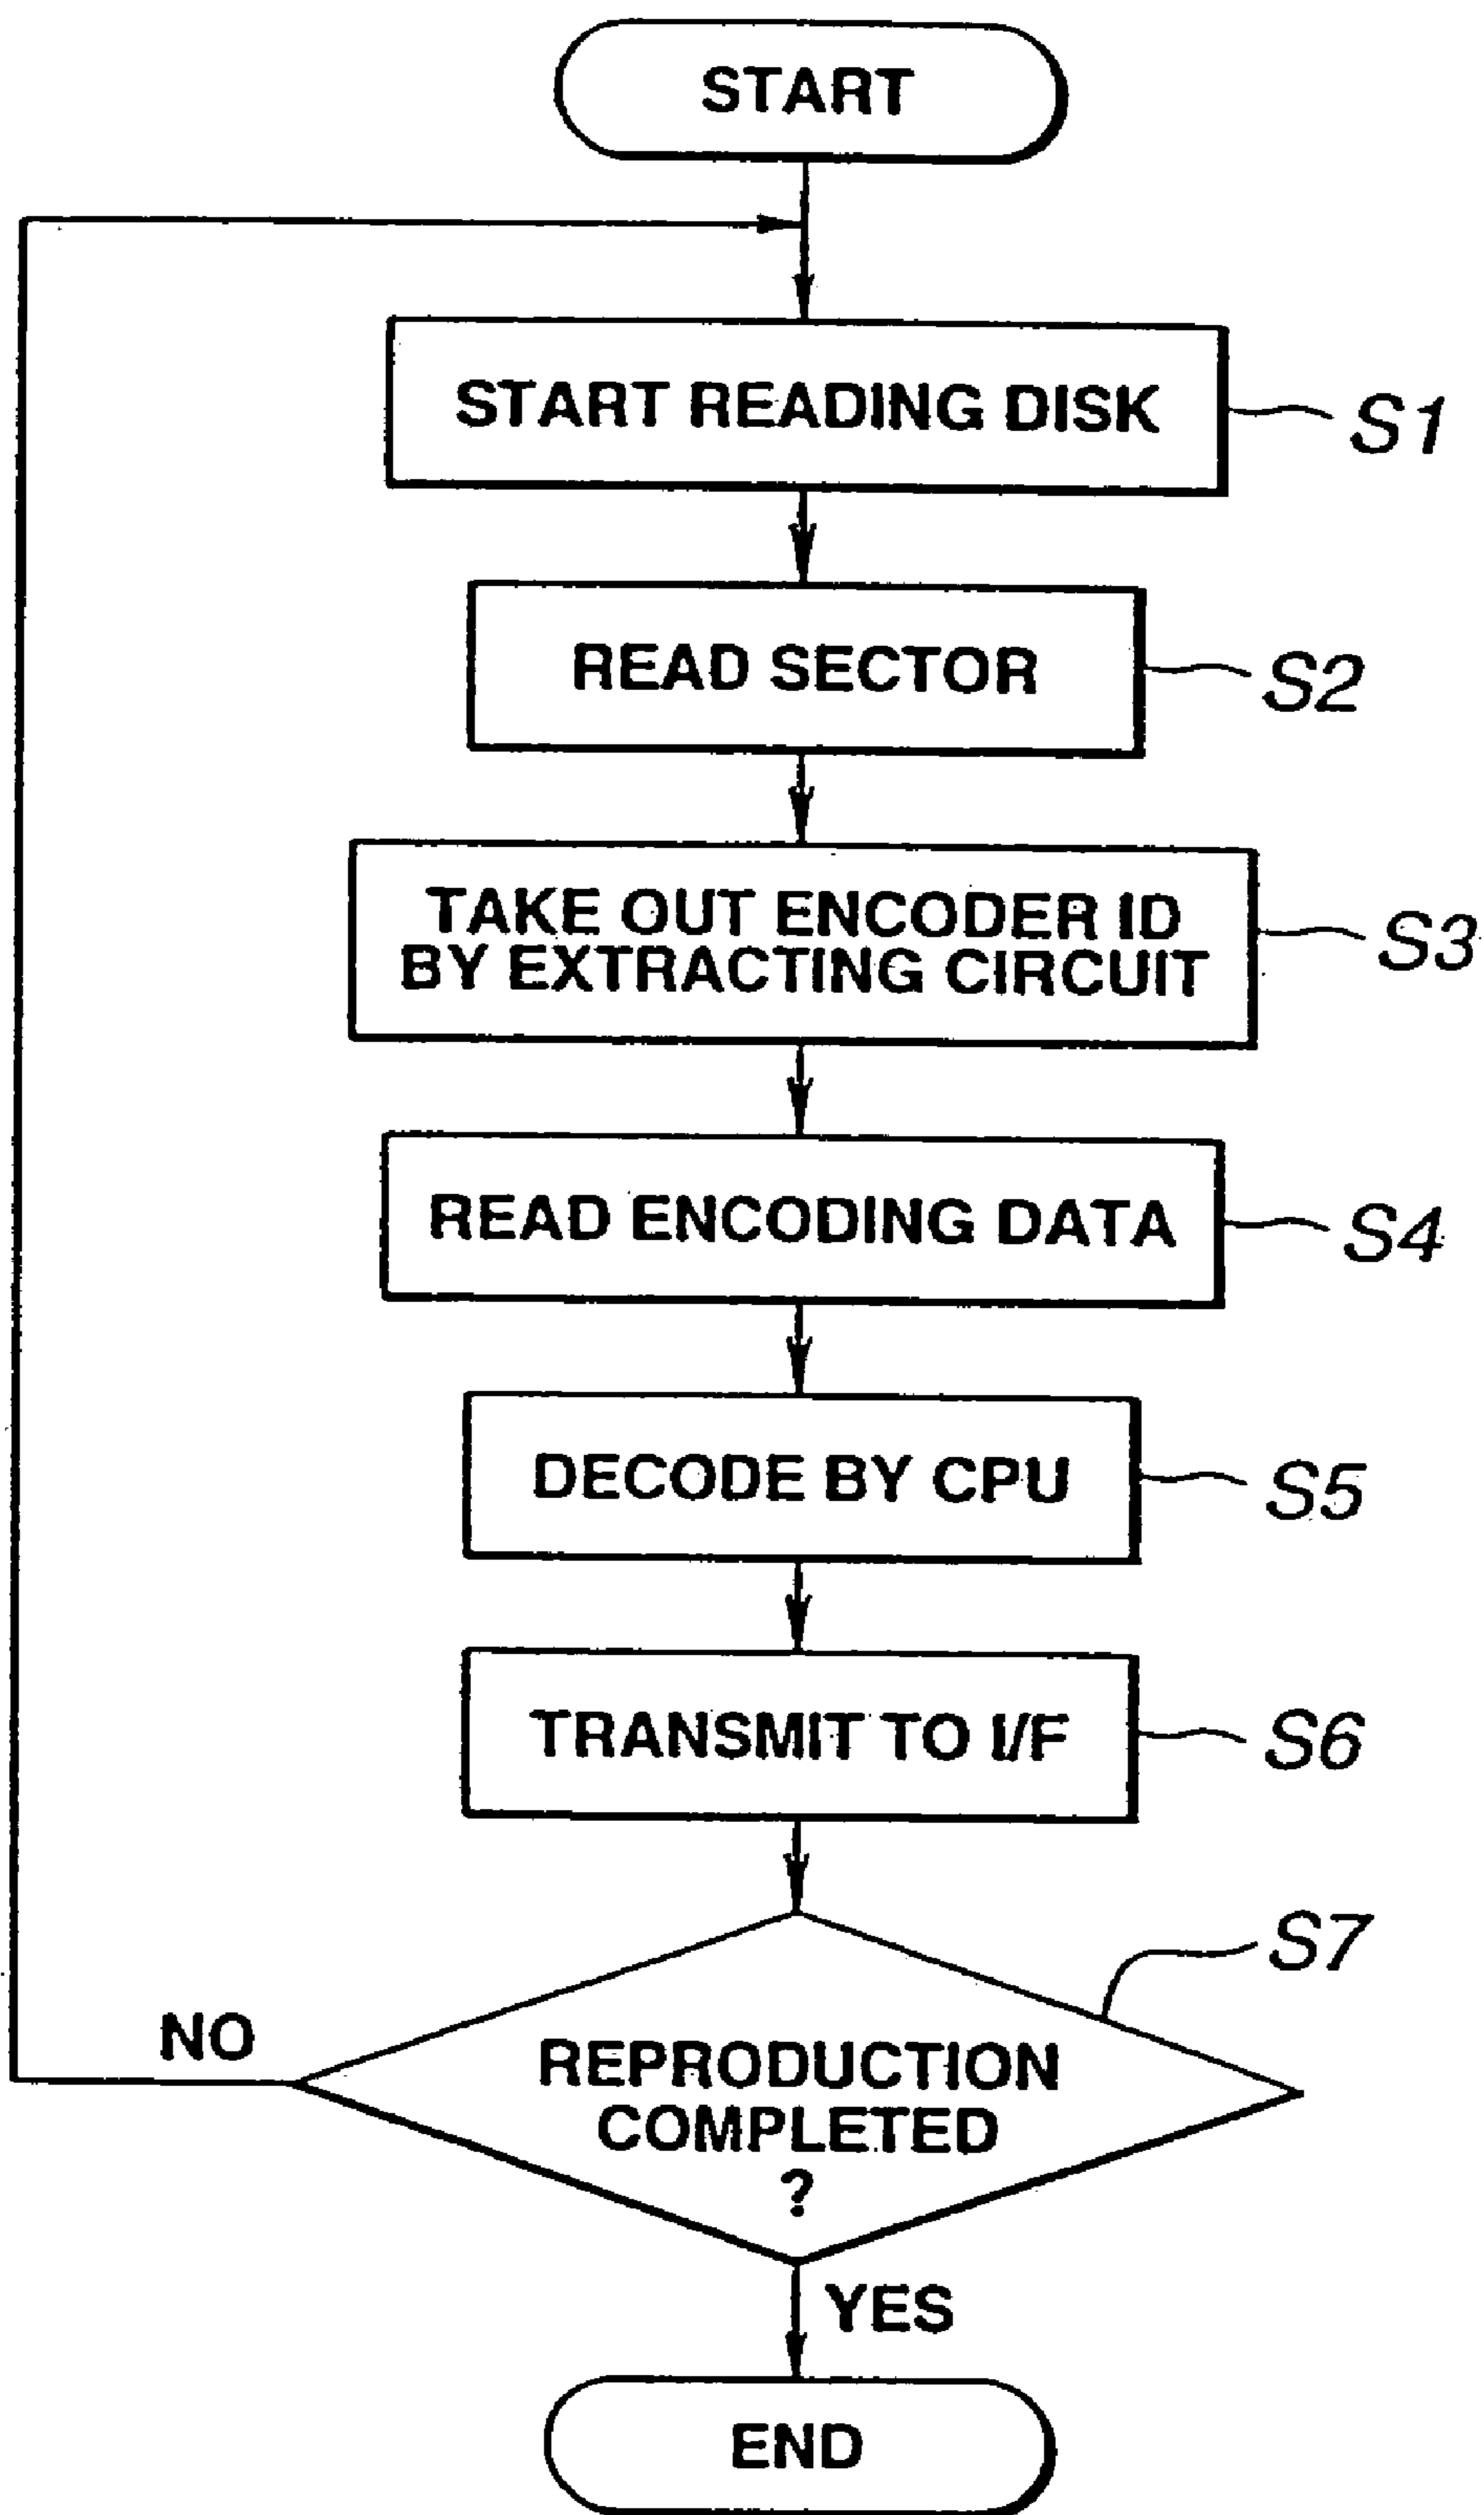 START
START READING DISK
S1
READ SECTOR
S2
TAKE OUT ENCODER ID
BY EXTRACTING CIRCUIT
S3
READ ENCODING DATA
S4
DECODE BY CPU
S5
TRANSMIT TO I/F
S6
S7
NO
REPRODUCTION
COMPLETED
?
YES
END